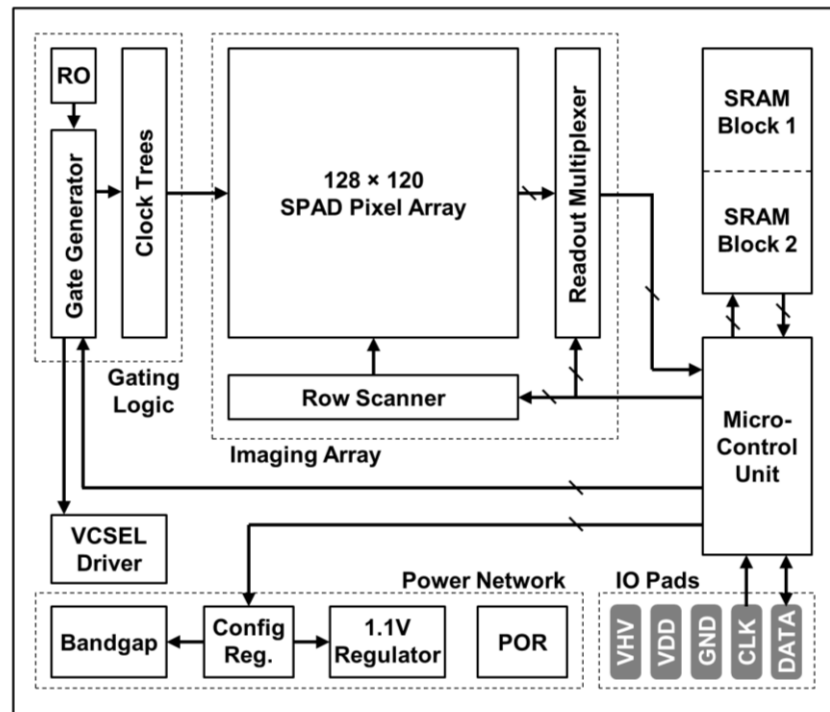 RO
Gate Generator
Clock Trees
Gating
Logic
128 × 120
SPAD Pixel Array
Readout Multiplexer
Row Scanner
Imaging Array
SRAM
Block 1
SRAM
Block 2
Micro-
Control
Unit
VCSEL
Driver
Power Network
Bandgap
Config
Reg.
1.1V
Regulator
POR
IO Pads
VHV
VDD
GND
CLK
DATA